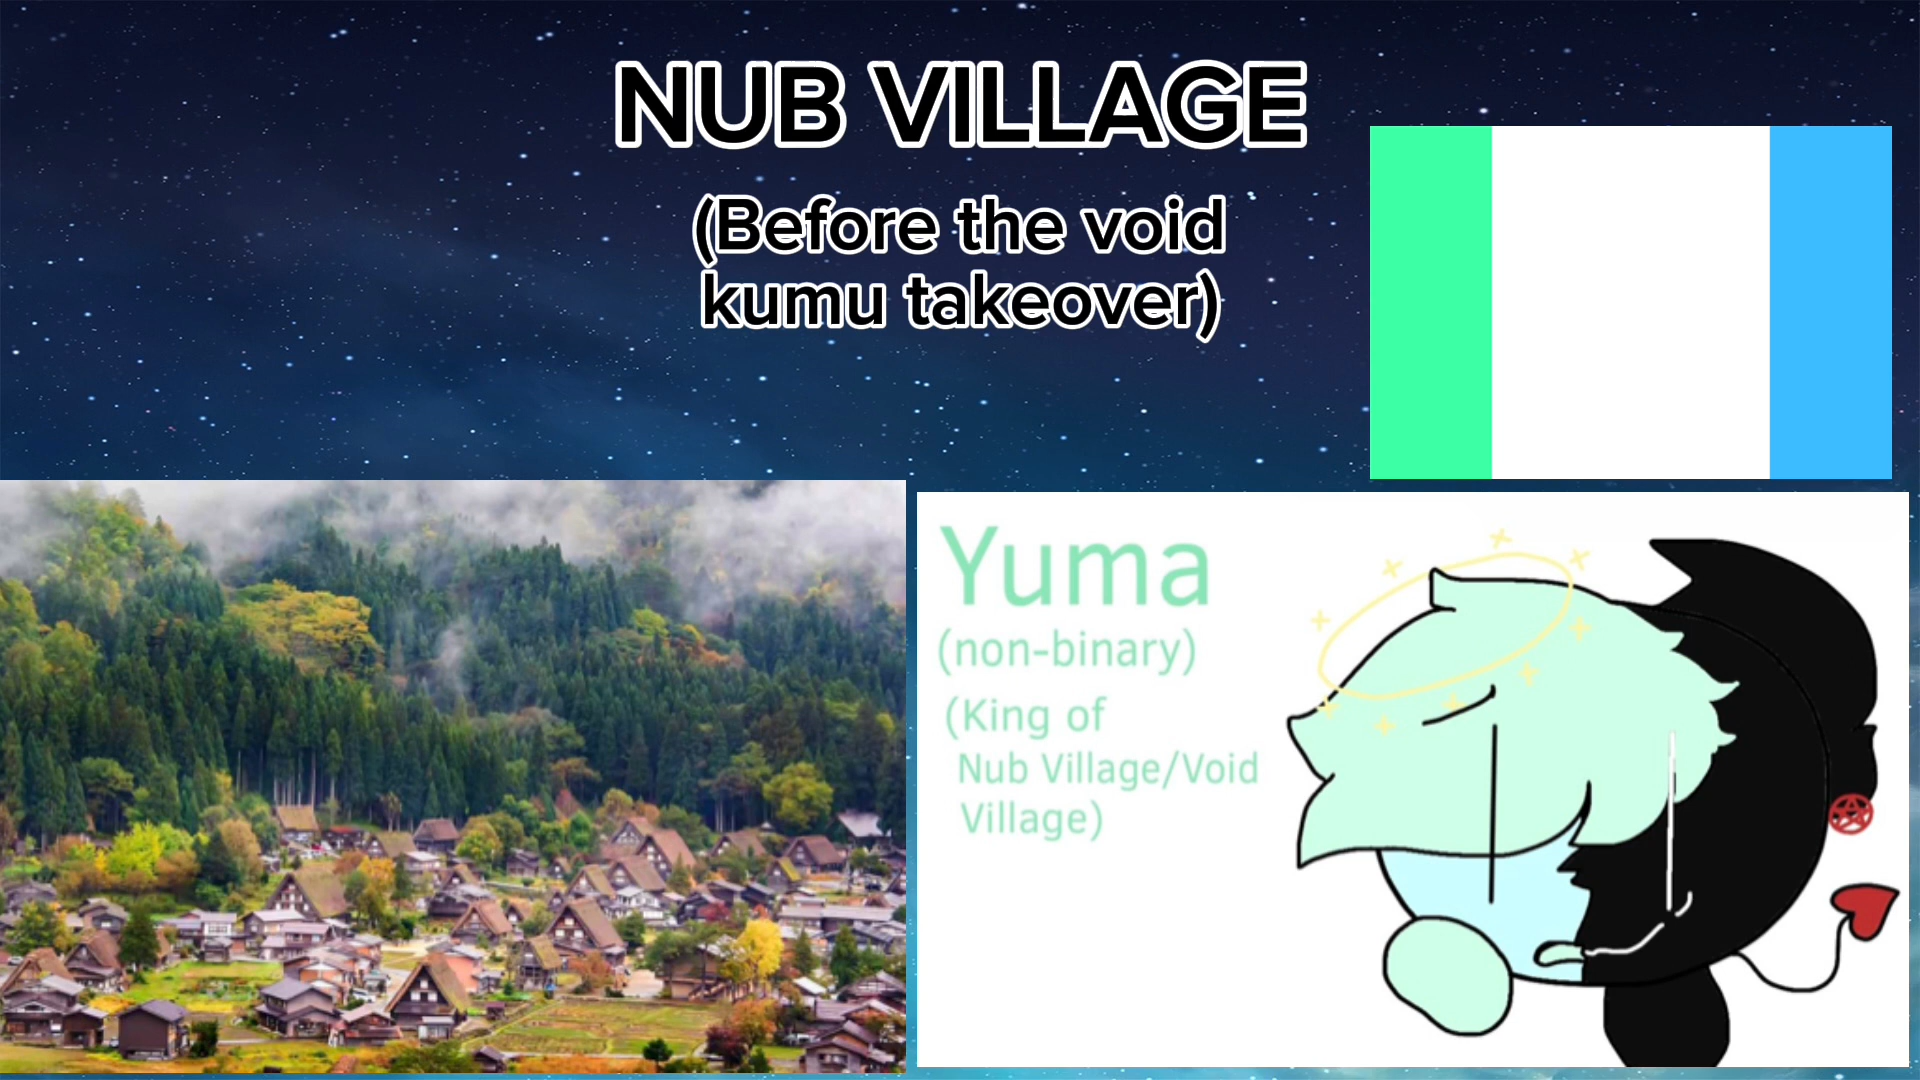 NUB VILLAGE
(Before the void
kumu takeover)
Yuma
(non-binary)
(King of
Nub Village/Void
Village)